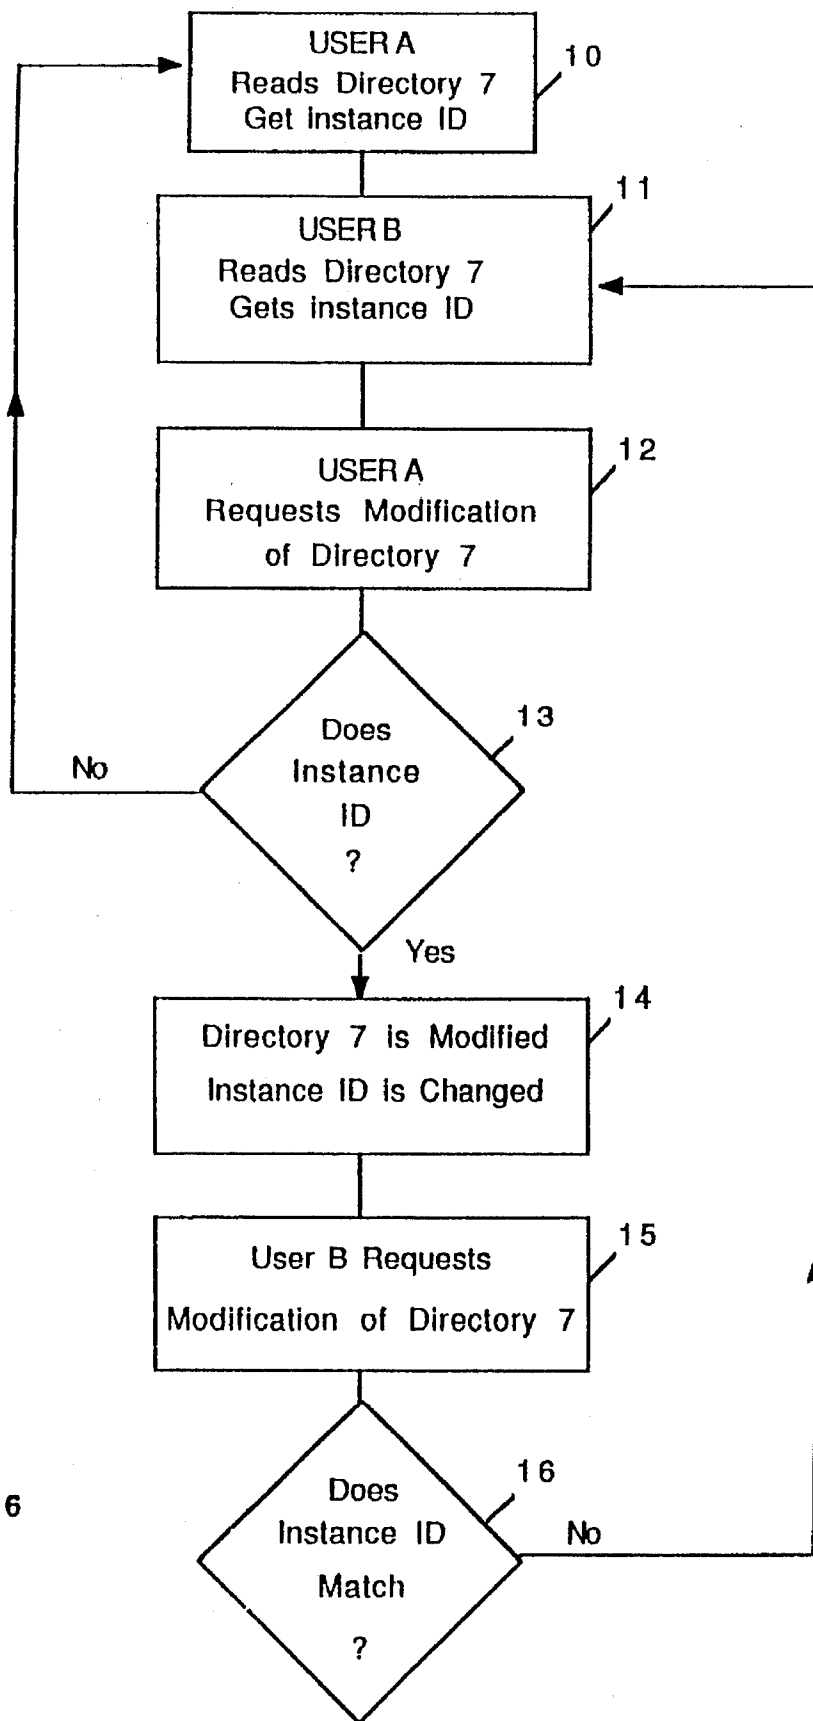 USER A
Reads Directory 7
Get instance ID
10
USER B
Reads Directory 7
Gets instance ID
11
USER A
Requests Modification
of Directory 7
12
Does
Instance
ID
?
13
No
Yes
Directory 7 is Modified
Instance ID is Changed
14
User B Requests
Modification of Directory 7
15
Does
Instance ID
Match
?
16
No
6